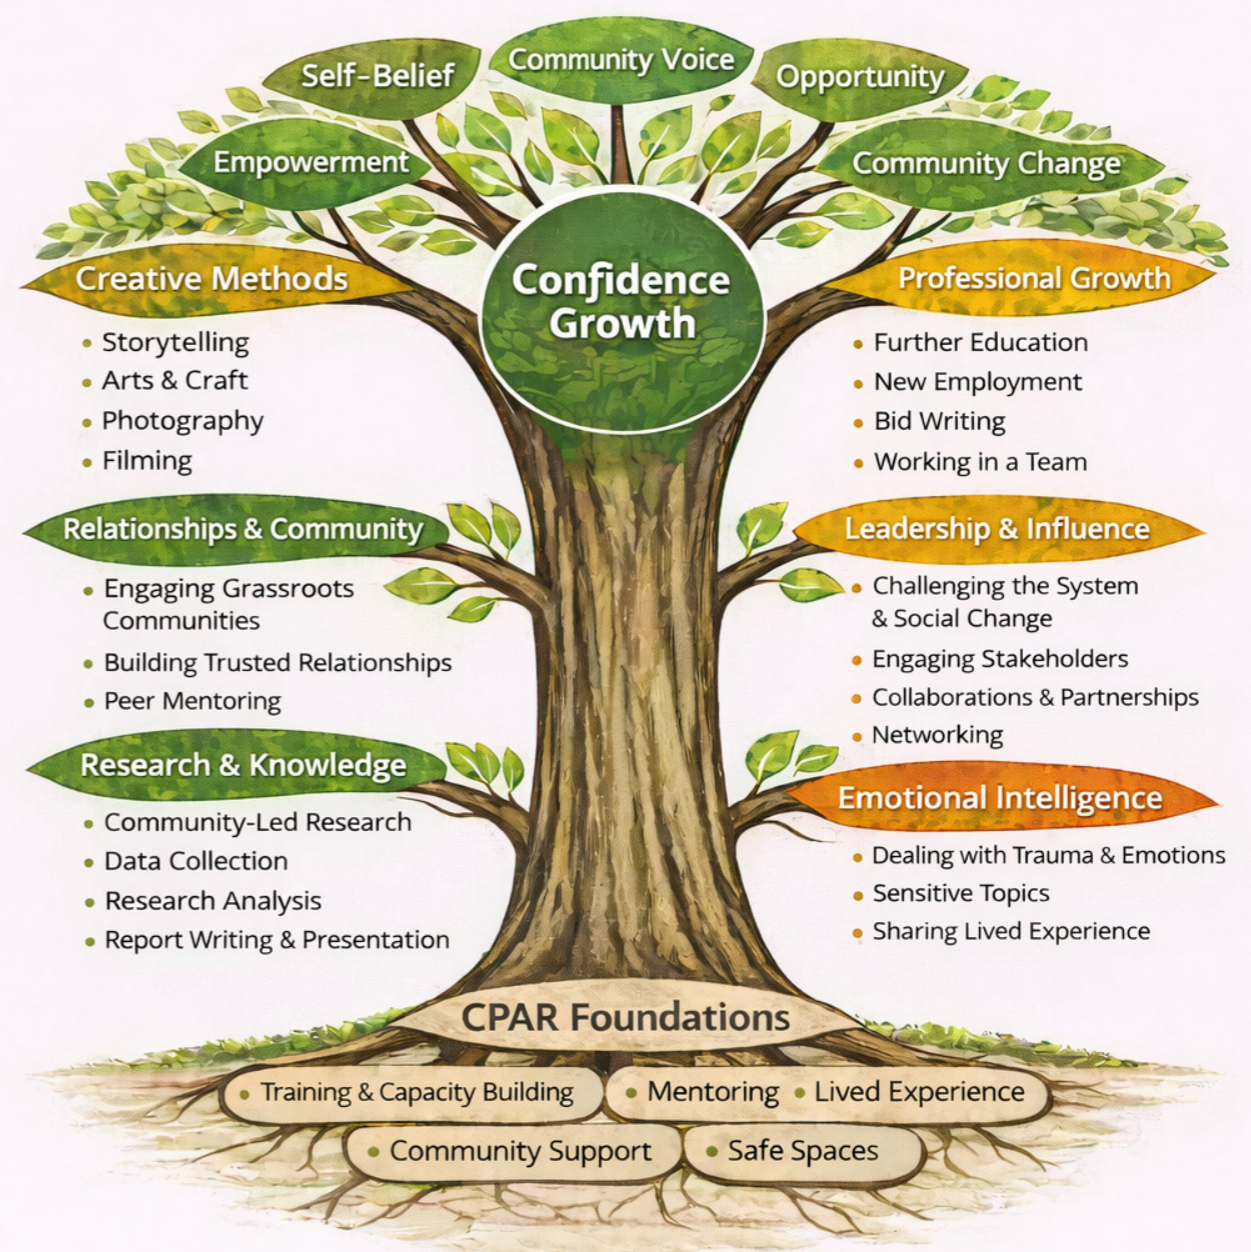 Self-Belief
Community Voice
Opportunity
Empowerment
Community Change
Confidence
Growth
Creative Methods
• Storytelling
• Arts & Craft
• Photography
• Filming
Professional Growth
• Further Education
• New Employment
• Bid Writing
• Working in a Team
Relationships & Community
• Engaging Grassroots
Communities
• Building Trusted Relationships
• Peer Mentoring
Leadership & Influence
• Challenging the System
& Social Change
• Engaging Stakeholders
• Collaborations & Partnerships
• Networking
Research & Knowledge
• Community-Led Research
• Data Collection
• Research Analysis
• Report Writing & Presentation
Emotional Intelligence
• Dealing with Trauma & Emotions
• Sensitive Topics
• Sharing Lived Experience
CPAR Foundations
• Training & Capacity Building
• Mentoring • Lived Experience
• Community Support
• Safe Spaces